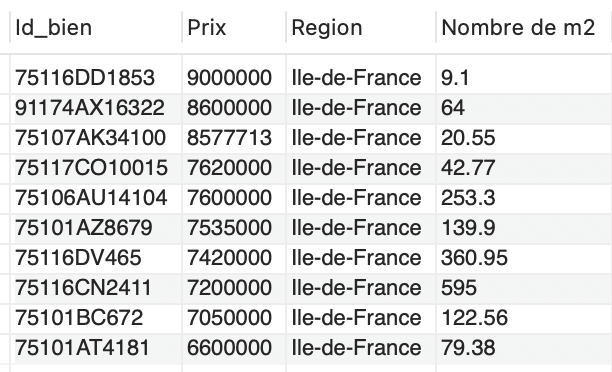 Id_bien Prix Region Nombre de m2
75116DD1853 9000000 Ile-de-France 9.1
91174AX16322 8600000 Ile-de-France 64
75107AK34100 8577713 Ile-de-France 20.55
75117CO10015 7620000 Ile-de-France 42.77
75106AU14104 7600000 Ile-de-France 253.3
75101AZ8679 7535000 Ile-de-France 139.9
75116DV465 7420000 Ile-de-France 360.95
75116CN2411 7200000 Ile-de-France 595
75101BC672 7050000 Ile-de-France 122.56
75101AT4181 6600000 Ile-de-France 79.38